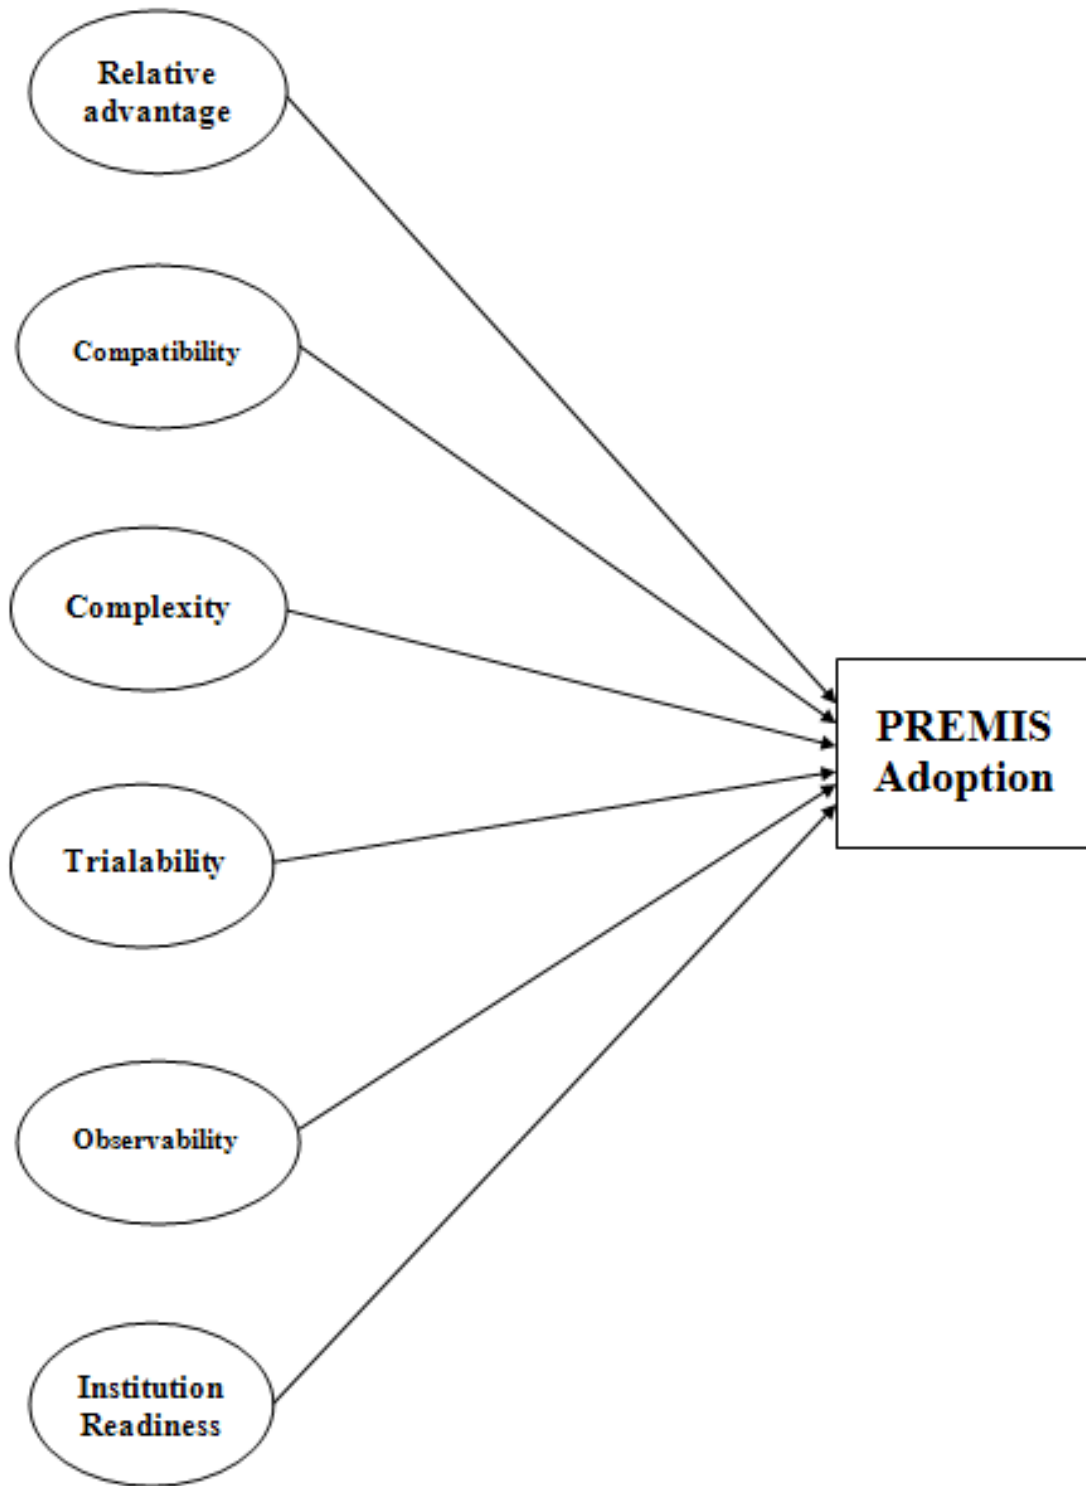 Relative
advantage
Compatibility
Complexity
PREMIS
Adoption
Trialability
Observability
Institution
Readiness